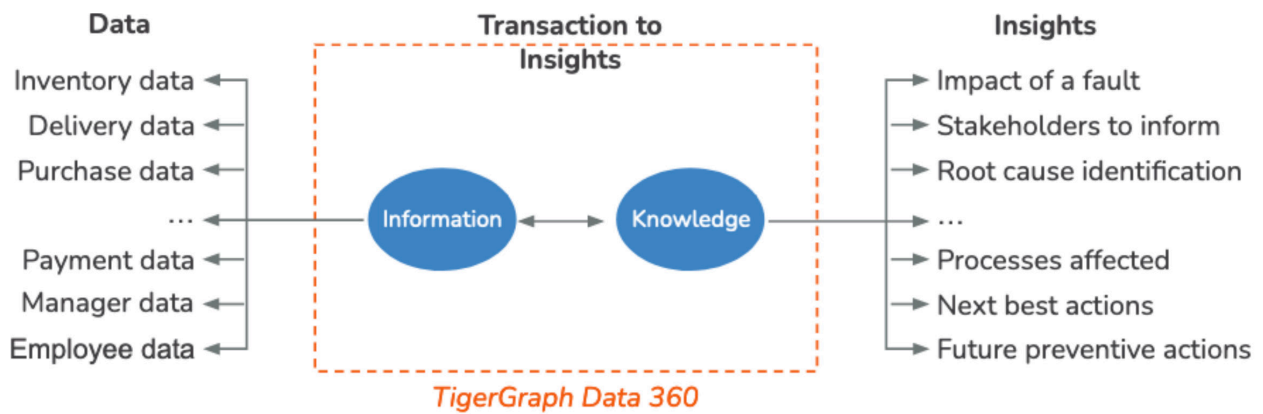 Data
Inventory data
Delivery data
Purchase data
...
Payment data
Manager data
Employee data
Transaction to
Insights
Information
Knowledge
TigerGraph Data 360
Insights
Impact of a fault
Stakeholders to inform
Root cause identification
...
Processes affected
Next best actions
Future preventive actions